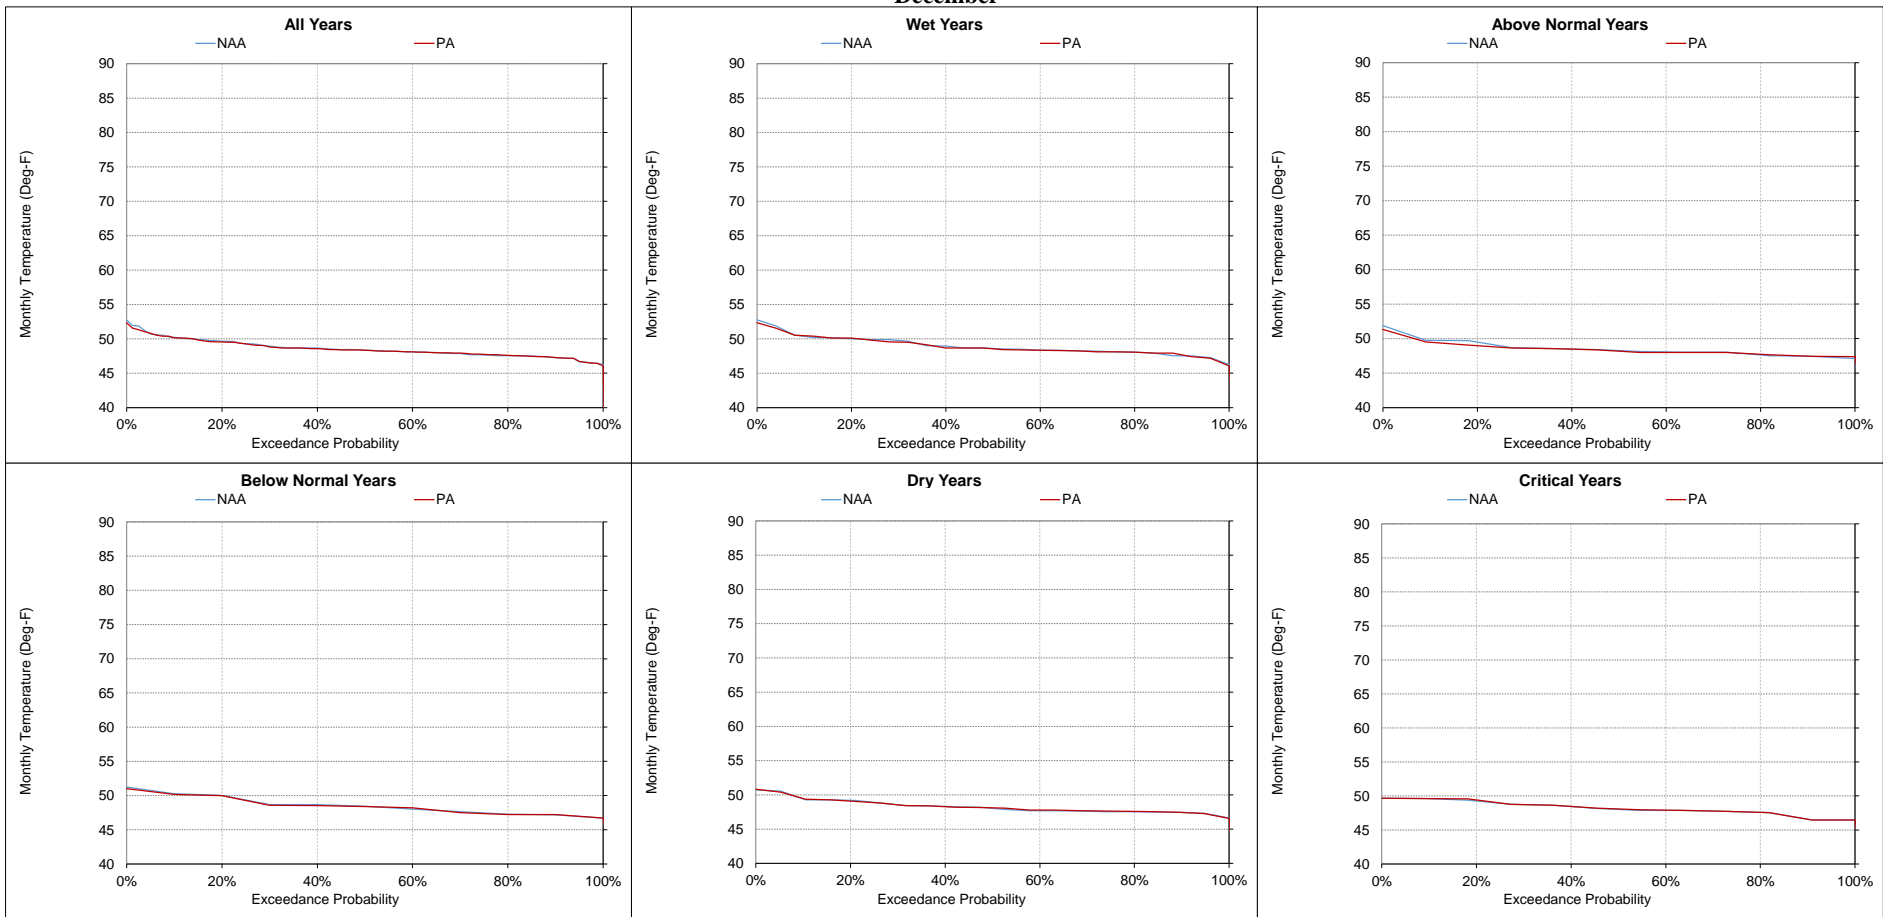 December
All Years
NAA PA
Monthly Temperature (Deg-F)
90
85
80
75
70
65
60
55
50
45
40
0% 20% 40% 60% 80% 100%
Exceedance Probability
Wet Years
NAA PA
Monthly Temperature (Deg-F)
90
85
80
75
70
65
60
55
50
45
40
0% 20% 40% 60% 80% 100%
Exceedance Probability
Above Normal Years
NAA PA
Monthly Temperature (Deg-F)
90
85
80
75
70
65
60
55
50
45
40
0% 20% 40% 60% 80% 100%
Exceedance Probability
Below Normal Years
NAA PA
Monthly Temperature (Deg-F)
90
85
80
75
70
65
60
55
50
45
40
0% 20% 40% 60% 80% 100%
Exceedance Probability
Dry Years
NAA PA
Monthly Temperature (Deg-F)
90
85
80
75
70
65
60
55
50
45
40
0% 20% 40% 60% 80% 100%
Exceedance Probability
Critical Years
NAA PA
Monthly Temperature (Deg-F)
90
85
80
75
70
65
60
55
50
45
40
0% 20% 40% 60% 80% 100%
Exceedance Probability